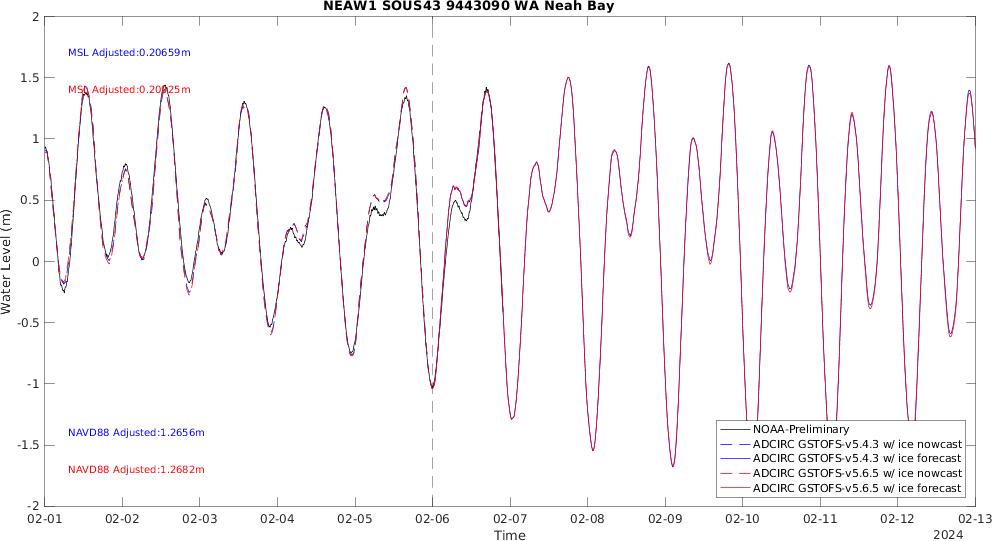 NEAW1 SOUS43 9443090 WA Neah Bay
2
1.5
1
0.5
0
-0.5
-1
-1.5
-2
Water Level (m)
MSL Adjusted:0.20659m
MSL
NAVD88 Adjusted:1.2656m
NAVD88 Adjusted:1.2682m
NOAA-Preliminary
ADCIRC GSTOFS-v5.4.3 w/ ice nowcast
ADCIRC GSTOFS-v5.4.3 w/ ice forecast
ADCIRC GSTOFS-v5.6.5 w/ ice nowcast
ADCIRC GSTOFS-v5.6.5 w/ ice forecast
02-01 02-02 02-03 02-04 02-05 02-06 02-07 02-08 02-09 02-10 02-11 02-12 02-13
Time
2024